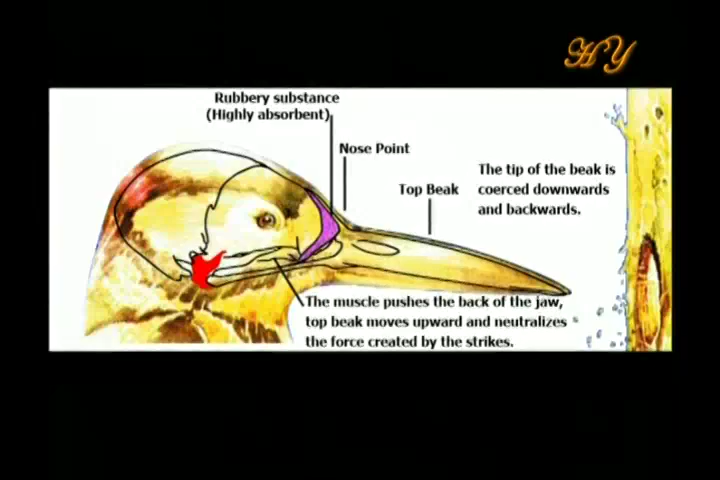 HY
Rubbery substance
(Highly absorbent)
Nose Point
Top Beak
The tip of the beak is
coerced downwards
and backwards.
The muscle pushes the back of the jaw,
top beak moves upward and neutralizes
the force created by the strikes.